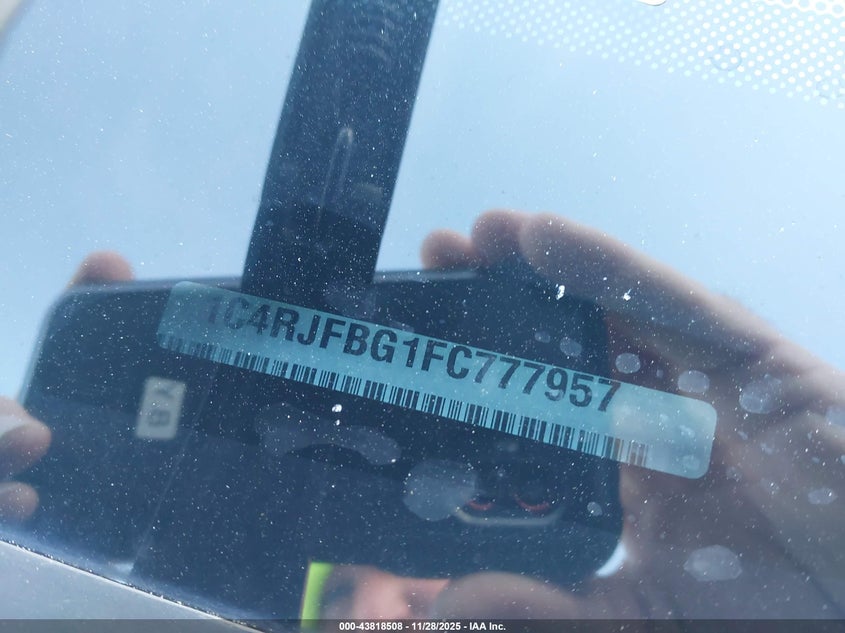 1C4RJFBG1FC777957
000-43818508 - 11/28/2025 - IAA Inc.